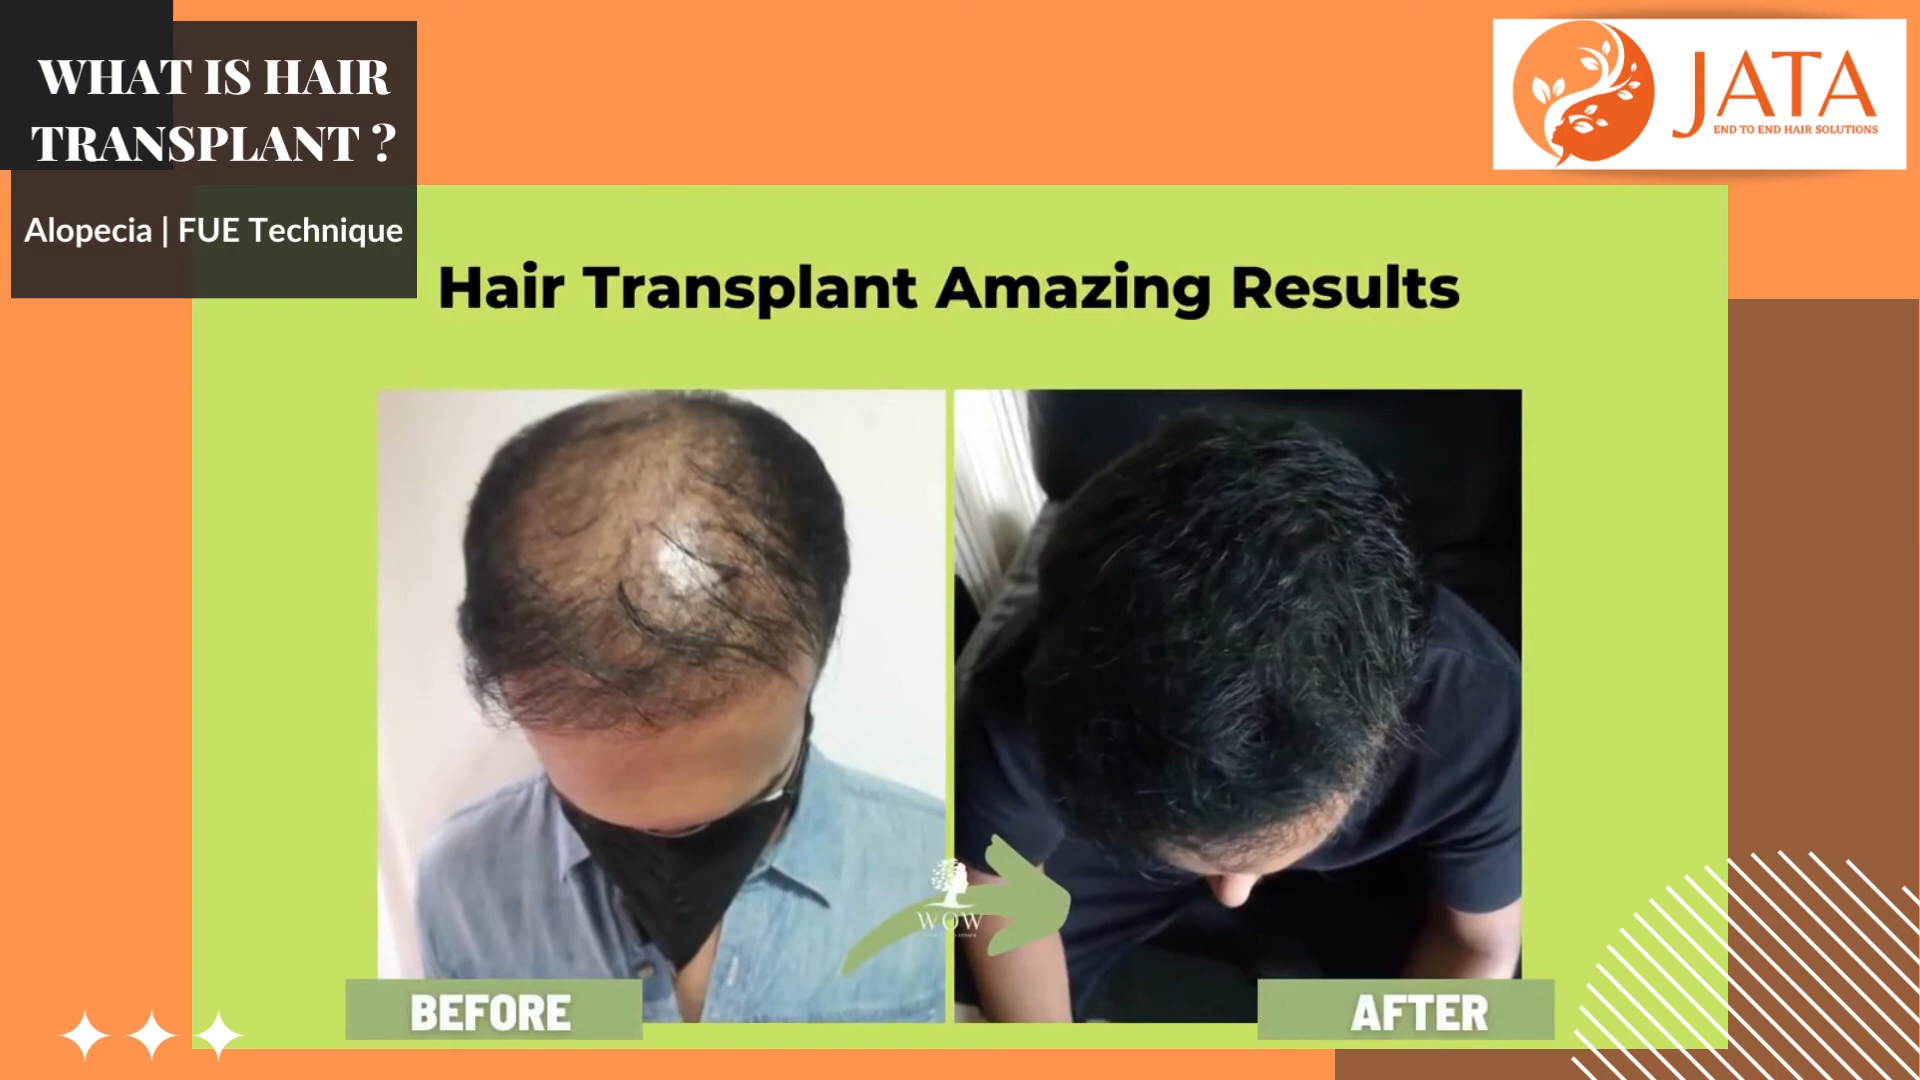 WHAT IS HAIR
TRANSPLANT ?
Alopecia | FUE Technique
JATA
END TO END HAIR SOLUTIONS
Hair Transplant Amazing Results
WOW
BEFORE
AFTER